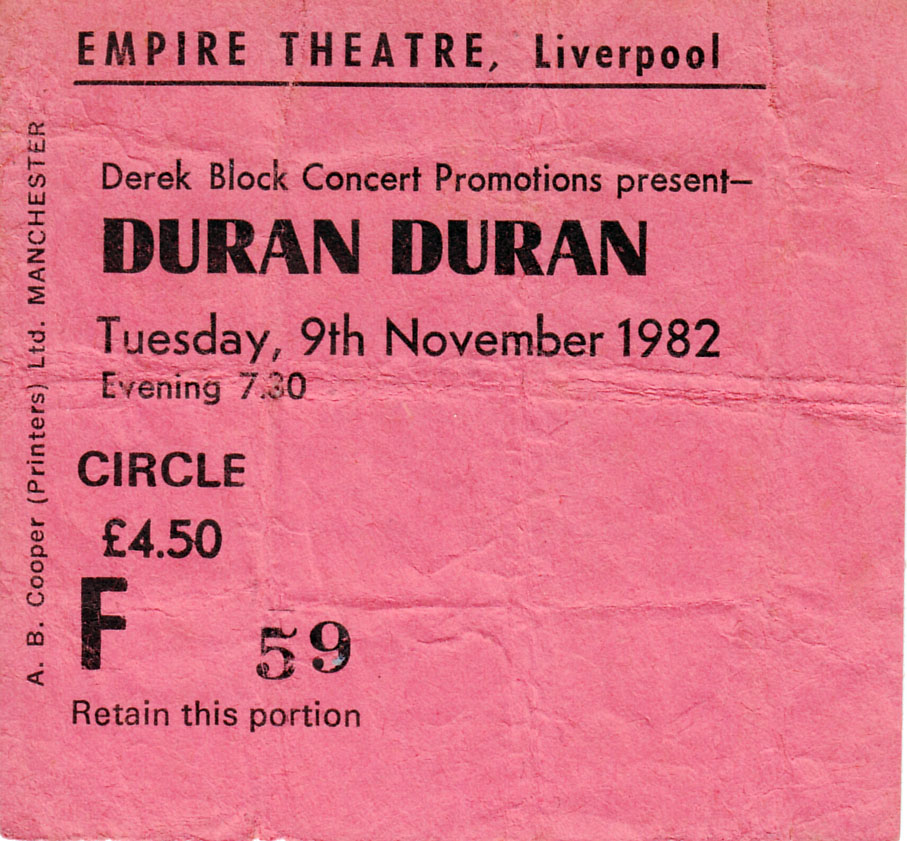 EMPIRE THEATRE, Liverpool
Derek Block Concert Promotions present—
DURAN DURAN
Tuesday, 9th November 1982
Evening 7.30
CIRCLE
£4.50
F 59
Retain this portion
A. B. Cooper (Printers) Ltd. MANCHESTER